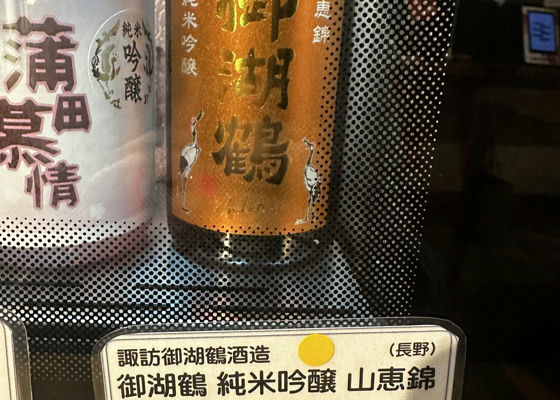 蒲田
慕情
純米
吟醸
純米吟醸
御湖鶴
恵錦
諏訪御湖鶴酒造
(長野)
御湖鶴 純米吟醸 山恵錦